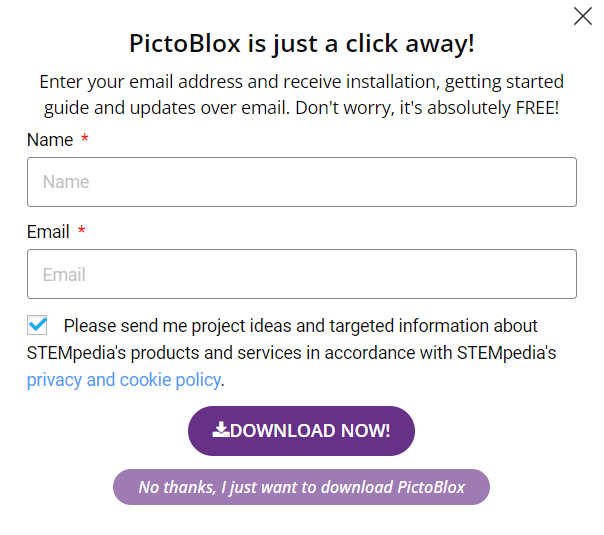 PictoBlox is just a click away!
Enter your email address and receive installation, getting started
guide and updates over email. Don't worry, it's absolutely FREE!
Name *
Name
Email *
Email
Please send me project ideas and targeted information about
STEMpedia's products and services in accordance with STEMpedia's
privacy and cookie policy.
DOWNLOAD NOW!
No thanks, I just want to download PictoBlox